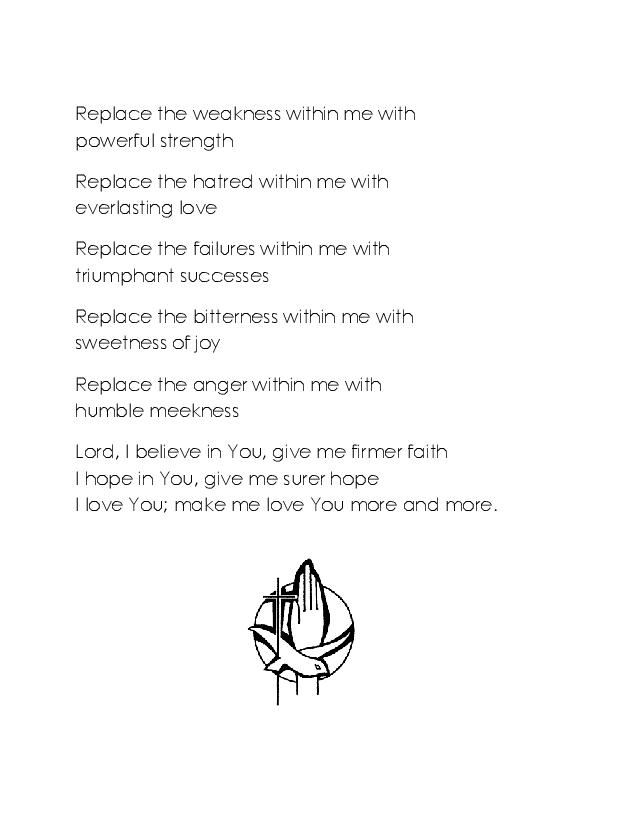 Replace the weakness within me with
powerful strength
Replace the hatred within me with
everlasting love
Replace the failures within me with
triumphant successes
Replace the bitterness within me with
sweetness of joy
Replace the anger within me with
humble meekness
Lord, I believe in You, give me firmer faith
I hope in You, give me surer hope
I love You; make me love You more and more.